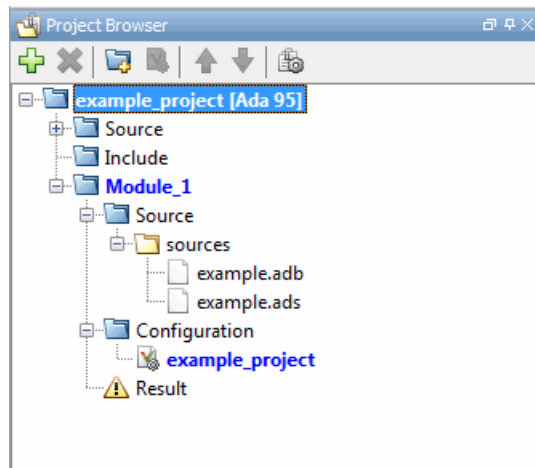 Project Browser
example_project [Ada 95]
Source
Include
Module_1
Source
sources
example.adb
example.ads
Configuration
example_project
Result